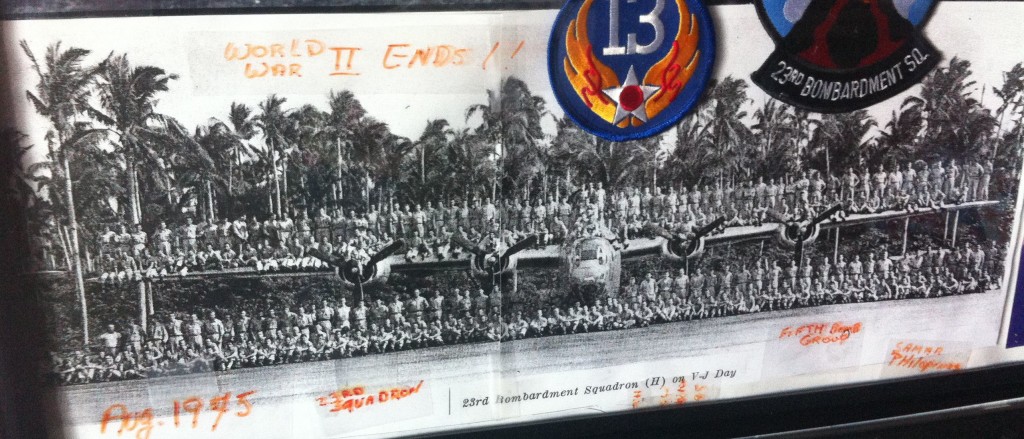 WORLD
WAR II ENDS!!
13
23RD BOMBARDMENT SQ.
FIFTH BOMB
GROUP
SAMAR
PHILIPPINES
Aug. 1945
23RD
SQUADRON
23rd Bombardment Squadron (H) on V-J Day